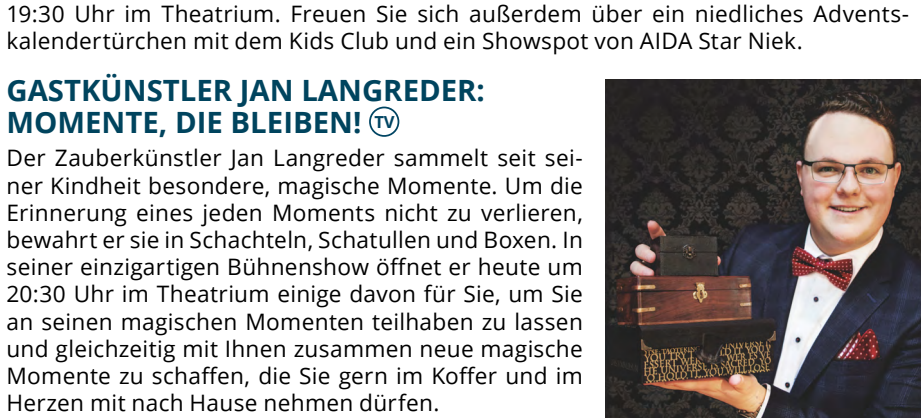 19:30 Uhr im Theatrium. Freuen Sie sich außerdem über ein niedliches Advents-
kalendertürchen mit dem Kids Club und ein Showspot von AIDA Star Niek.
GASTKÜNSTLER JAN LANGREDER:
MOMENTE, DIE BLEIBEN! TV
Der Zauberkünstler Jan Langreder sammelt seit sei-
ner Kindheit besondere, magische Momente. Um die
Erinnerung eines jeden Moments nicht zu verlieren,
bewahrt er sie in Schachteln, Schatullen und Boxen. In
seiner einzigartigen Bühnenshow öffnet er heute um
20:30 Uhr im Theatrium einige davon für Sie, um Sie
an seinen magischen Momenten teilhaben zu lassen
und gleichzeitig mit Ihnen zusammen neue magische
Momente zu schaffen, die Sie gern im Koffer und im
Herzen mit nach Hause nehmen dürfen.
HOLD IT, YOU WILL LOSE